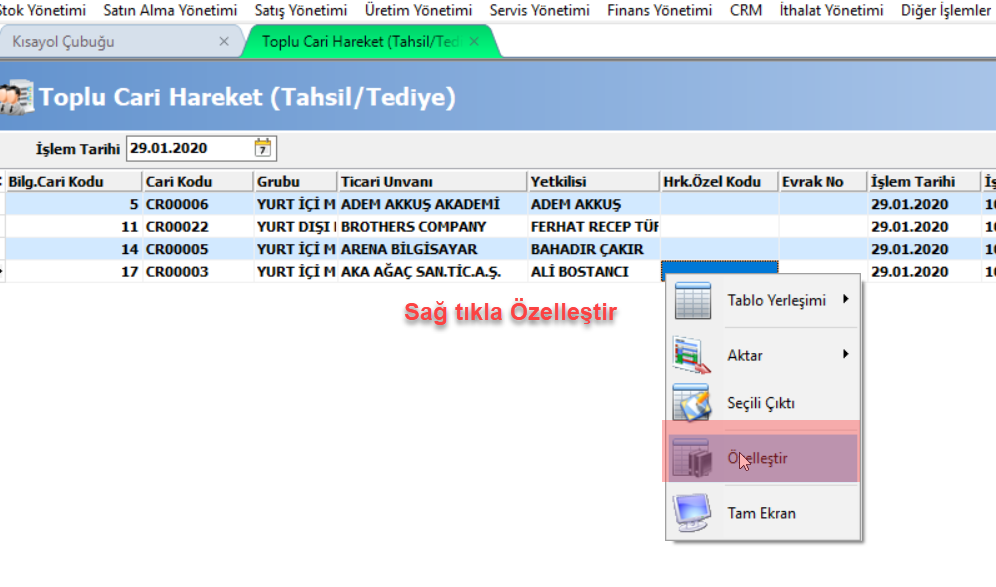 Stok Yönetimi Satın Alma Yönetimi Satış Yönetimi Üretim Yönetimi Servis Yönetimi Finans Yönetimi CRM İthalat Yönetimi Diğer İşlemler
Kısayol Çubuğu Toplu Cari Hareket (Tahsil/Tedi
Toplu Cari Hareket (Tahsil/Tediye)
İşlem Tarihi 29.01.2020
Bilg.Cari Kodu Cari Kodu Grubu Ticari Unvanı Yetkilisi Hrk.Özel Kodu Evrak No İşlem Tarihi İş
5 CR00006 YURT İÇİ M ADEM AKKUŞ AKADEMİ ADEM AKKUŞ 29.01.2020 10
11 CR00022 YURT DIŞI BROTHERS COMPANY FERHAT RECEP TÜF 29.01.2020 10
14 CR00005 YURT İÇİ M ARENA BİLGİSAYAR BAHADIR ÇAKIR 29.01.2020 10
17 CR00003 YURT İÇİ M AKA AĞAÇ SAN.TİC.A.Ş. ALİ BOSTANCI 29.01.2020 10
Sağ tıkla Özelleştir
Tablo Yerleşimi
Aktar
Seçili Çıktı
Özelleştir
Tam Ekran